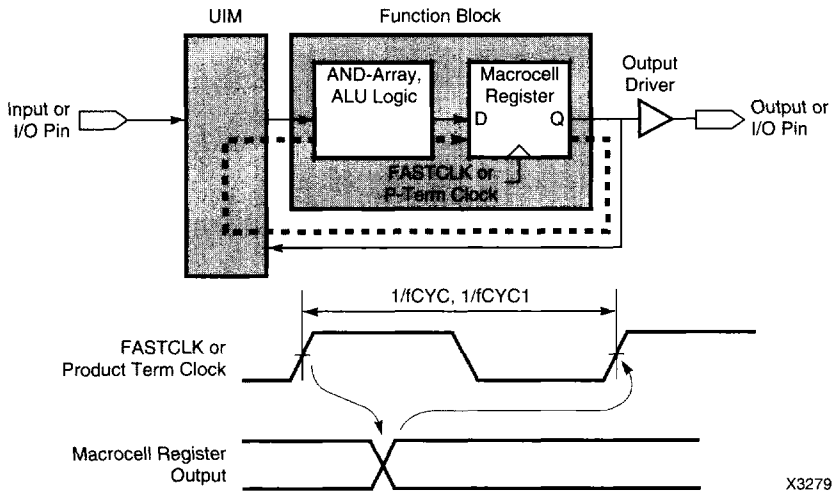 UIM
Function Block
Input or
I/O Pin
AND-Array,
ALU Logic
Macrocell
Register
D Q
FASTCLK or
P-Term Clock
Output
Driver
Output or
I/O Pin
1/fCYC, 1/fCYC1
FASTCLK or
Product Term Clock
Macrocell Register
Output
X3279